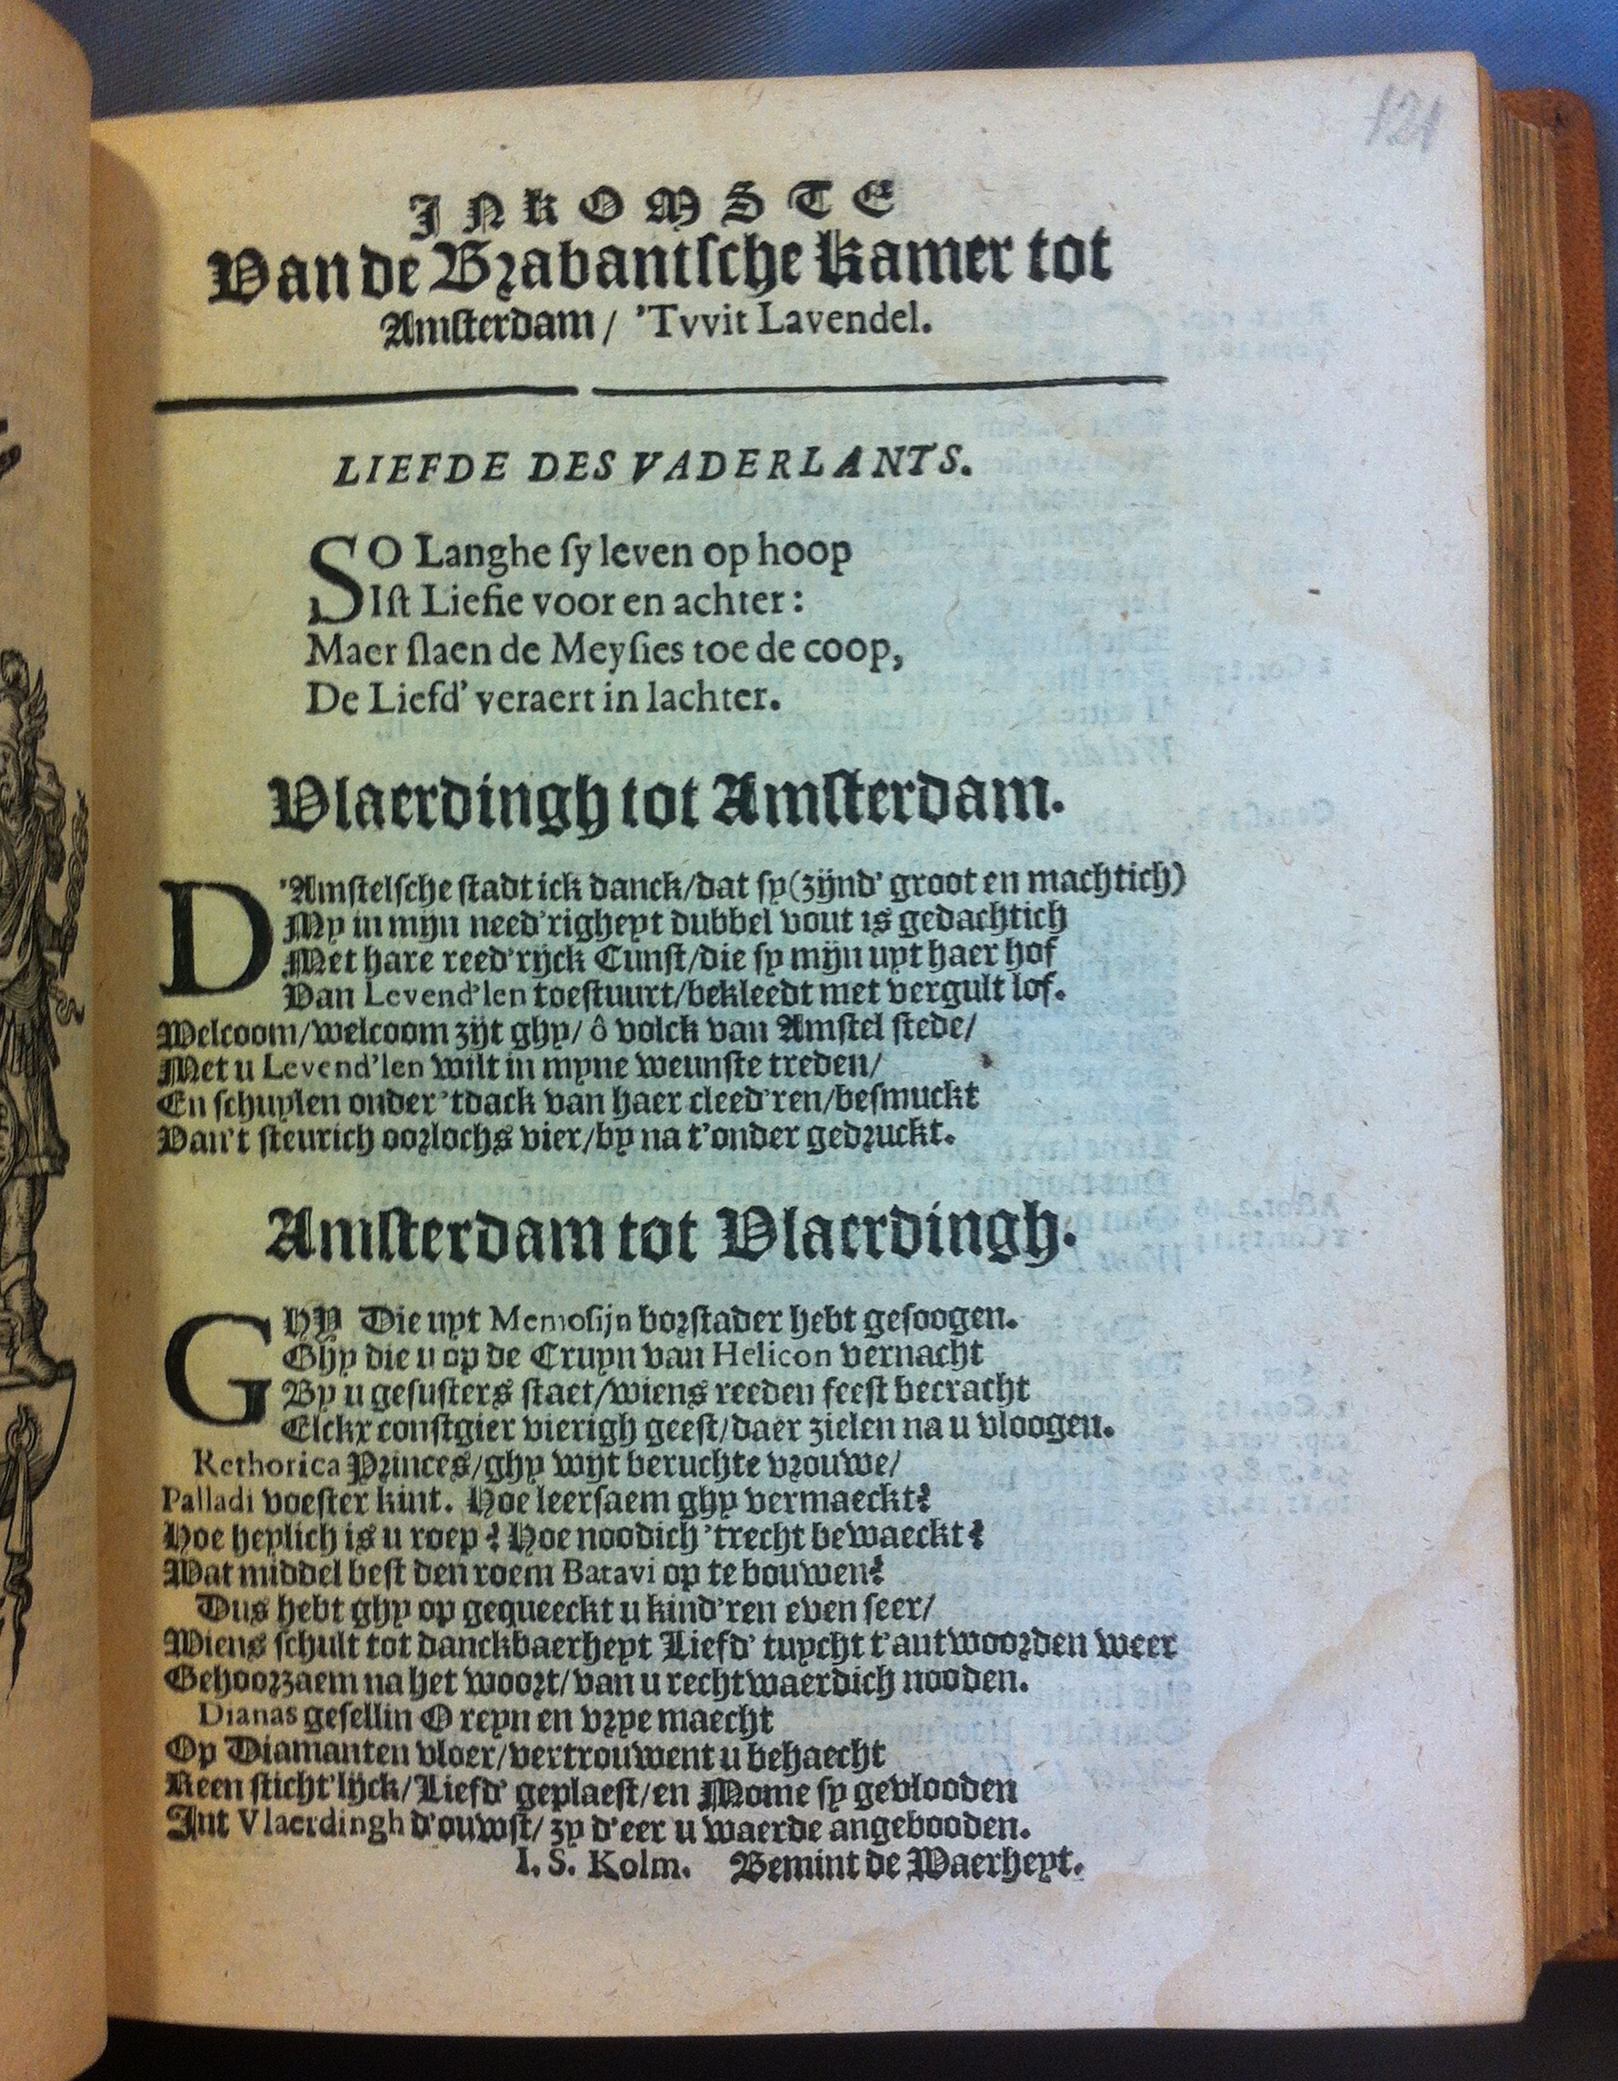 121
INKOMSTE
Van de Brabantsche Kamer tot
Amsterdam / 'Tvvit Lavendel.
LIEFDE DES VADERLANTS.
SO Langhe sy leven op hoop
Ist Liefie voor en achter:
Maer slaen de Meysies toe de coop,
De Liefd' veraert in lachter.
Vlaerdingh tot Amsterdam.
D'Amstelsche stadt ick danck/dat sy (zijnd' groot en machtich)
My in mijn need'righeyt dubbel vout is gedachtich
Met hare reed'rijck Cunst/die sy mijn uyt haer hof
Van Levend'len toestuurt/bekleedt met vergult lof.
Welcoom/welcoom zijt ghy/ ô volck van Amstel stede/
Met u Levend'len wilt in myne weunste treden/
En schuylen onder 'tdack van haer cleed'ren/besmuckt
Van't steurich oorlochs vier/by na t'onder gedruckt.
Amsterdam tot Vlaerdingh.
GHY Die uyt Memosijn borstader hebt gesoogen.
Ghy die u op de Cruyn van Helicon vernacht
By u gesusters staet/wiens reeden feest becracht
Elckx constgier vierigh geest/daer zielen na u vloogen.
Rethorica Princes/ghy wijt beruchte vrouwe/
Palladi voester kint. Hoe leersaem ghy vermaeckt?
Hoe heylich is u roep? Hoe noodich 'trecht bewaeckt?
Wat middel best den roem Batavi op te bouwen?
Dus hebt ghy op gequeeckt u kind'ren even seer/
Wiens schult tot danckbaerheyt Liefd' tuycht t'antwoorden weer
Gehoorzaem na het woort/van u rechtwaerdich nooden.
Dianas gesellin O reyn en vrye maecht
Op Diamanten vloer/vertrouwent u behaecht
Reen sticht'lijck/Liefd' geplaest/en Mome sy gevlooden
Int Vlaerdingh d'ouwst/ zy d'eer u waerde angebooden.
I. S. Kolm. Bemint de Waerheyt.